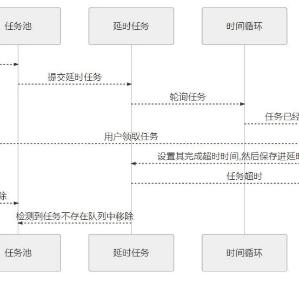 任务池 延时任务 时间循环
提交延时任务
轮询任务
任务已经
用户领取任务
设置其完成超时时间,然后保存进延时
任务超时
除
检测到任务不存在队列中移除
任务池 延时任务 时间循环